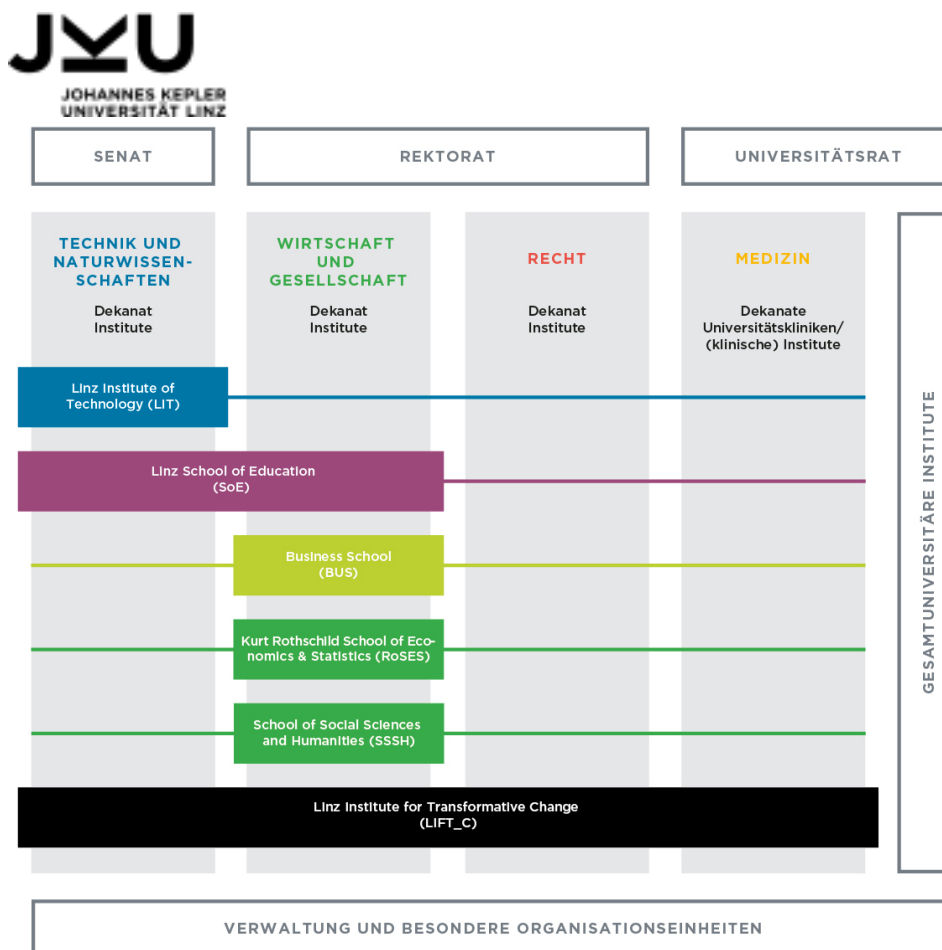 JKU
JOHANNES KEPLER
UNIVERSITÄT LINZ
SENAT
REKTORAT
UNIVERSITÄTSRAT
TECHNIK UND
NATURWISSEN-
SCHAFTEN
Dekanat
Institute
WIRTSCHAFT
UND
GESELLSCHAFT
Dekanat
Institute
RECHT
Dekanat
Institute
MEDIZIN
Dekanate
Universitätskliniken/
(klinische) Institute
Linz Institute of
Technology (LIT)
Linz School of Education
(SoE)
Business School
(BUS)
Kurt Rothschild School of Eco-
nomics & Statistics (RoSES)
School of Social Sciences
and Humanities (SSSH)
Linz Institute for Transformative Change
(LIFT_C)
GESAMTUNIVERSITÄRE INSTITUTE
VERWALTUNG UND BESONDERE ORGANISATIONSEINHEITEN